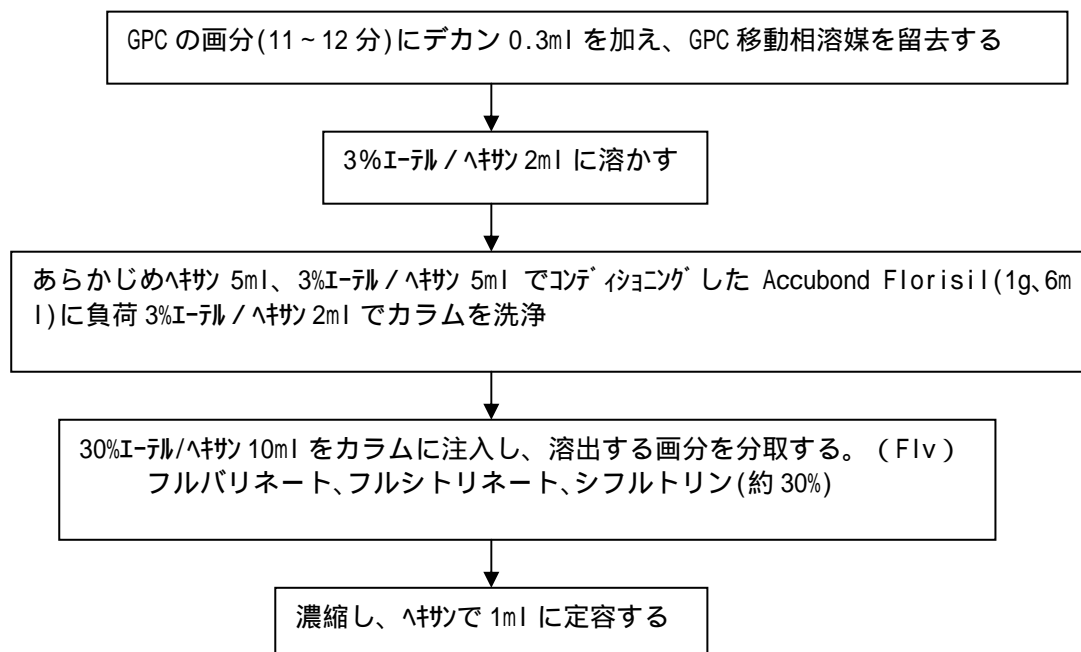 GPC の画分(11～12 分)にデカン 0.3ml を加え、GPC 移動相溶媒を留去する
3%ｴｰﾃﾙ／ﾍｷｻﾝ 2ml に溶かす
あらかじめﾍｷｻﾝ 5ml、3%ｴｰﾃﾙ／ﾍｷｻﾝ 5ml でｺﾝﾃﾞｨｼｮﾆﾝｸﾞした Accubond Florisil(1g、6m
l)に負荷 3%ｴｰﾃﾙ／ﾍｷｻﾝ 2ml でカラムを洗浄
30%ｴｰﾃﾙ/ﾍｷｻﾝ 10ml をカラムに注入し、溶出する画分を分取する。（Flv）
フルバリネート、フルシトリネート、シフルトリン(約 30%)
濃縮し、ﾍｷｻﾝで 1ml に定容する